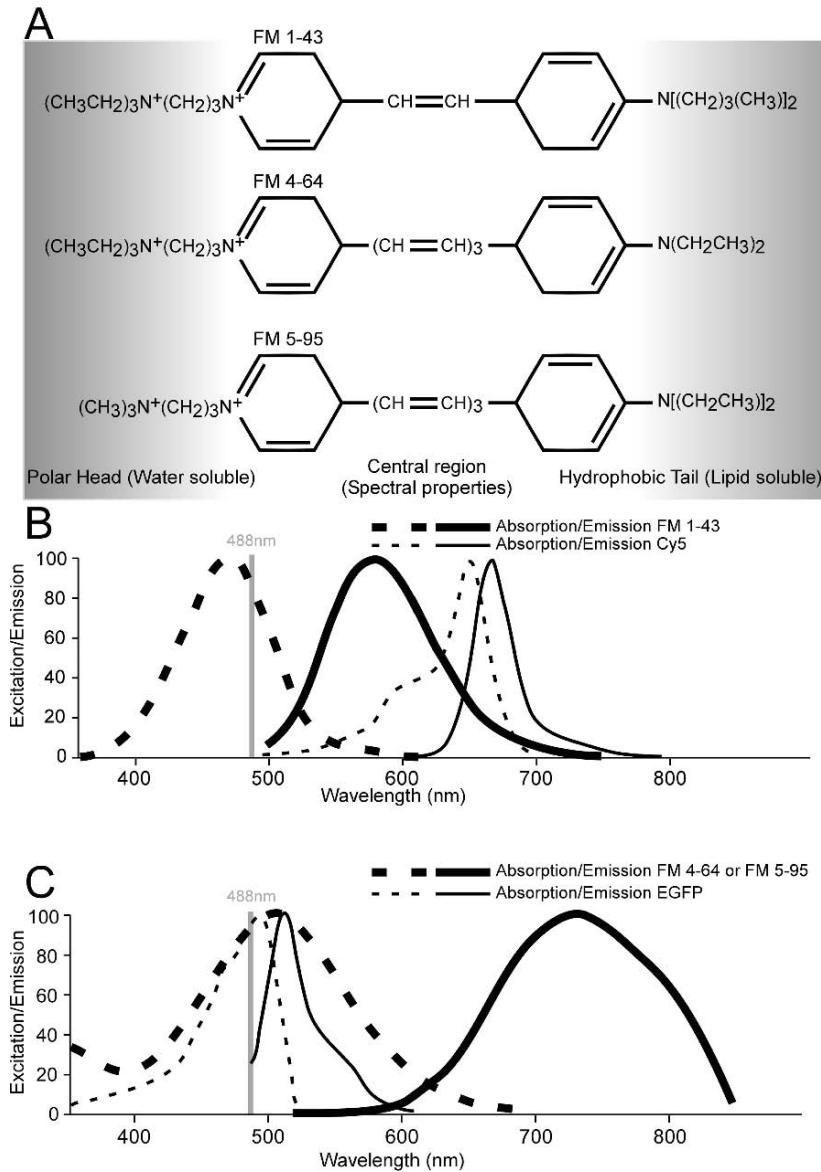 A
FM 1-43
(CH3CH2)3N+(CH2)3N+
CH
CH
N[(CH2)3(CH3)]2
FM 4-64
(CH3CH2)3N+(CH2)3N+
(CH
CH)3
N(CH2CH3)2
FM 5-95
(CH3)3N+(CH2)3N+
(CH
CH)3
N[(CH2CH3)]2
Polar Head (Water soluble)
Central region
(Spectral properties)
Hydrophobic Tail (Lipid soluble)
B
Absorption/Emission FM 1-43
Absorption/Emission Cy5
488nm
Excitation/Emission
100
80
60
40
20
0
400
500
600
700
800
Wavelength (nm)
C
Absorption/Emission FM 4-64 or FM 5-95
Absorption/Emission EGFP
488nm
Excitation/Emission
100
80
60
40
20
0
400
500
600
700
800
Wavelength (nm)